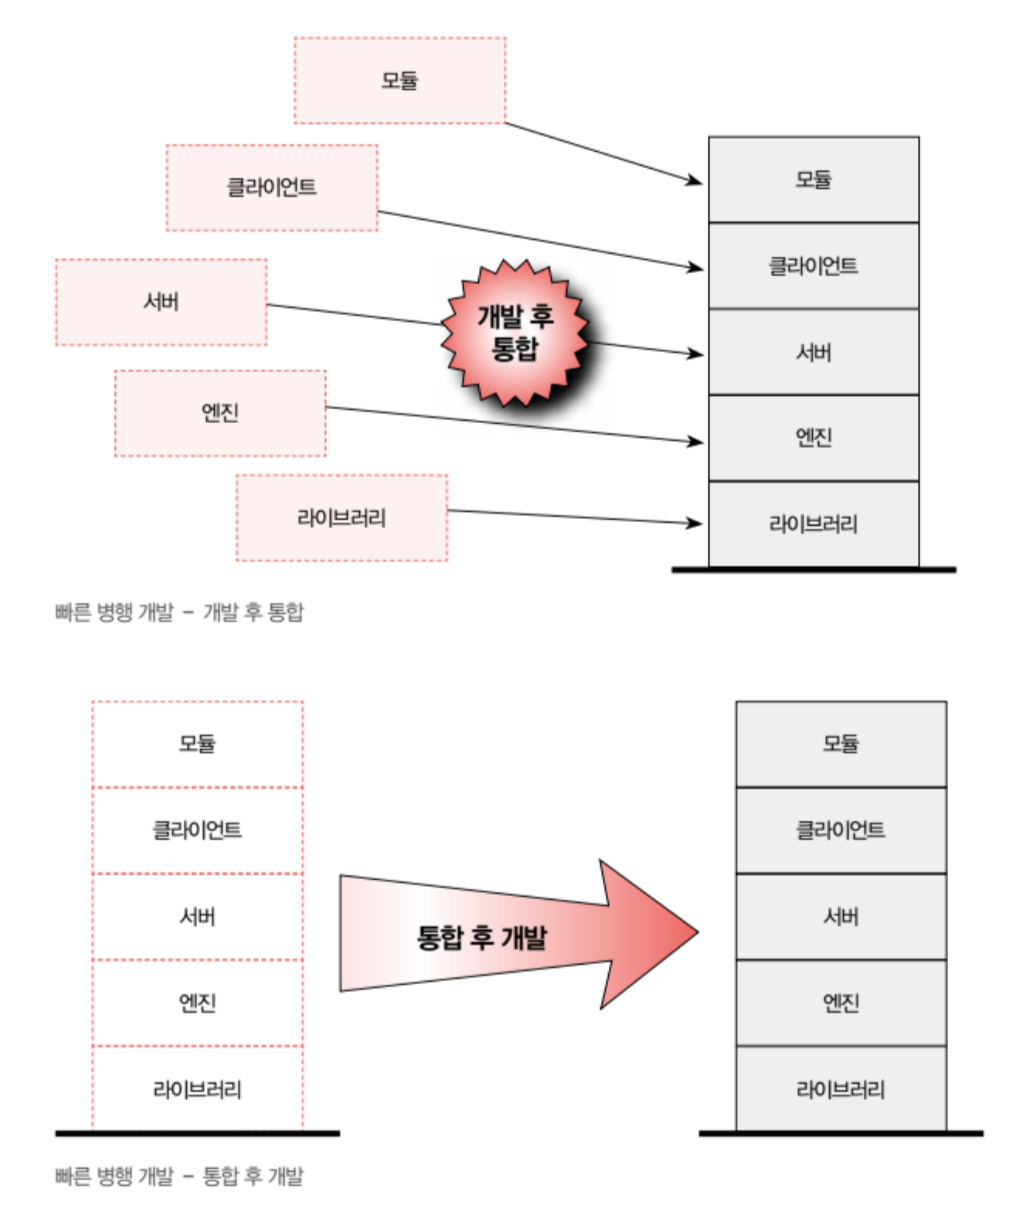 모듈
클라이언트
서버
엔진
라이브러리
개발 후
통합
모듈
클라이언트
서버
엔진
라이브러리
빠른 병행 개발 – 개발 후 통합
모듈
클라이언트
서버
엔진
라이브러리
통합 후 개발
모듈
클라이언트
서버
엔진
라이브러리
빠른 병행 개발 – 통합 후 개발